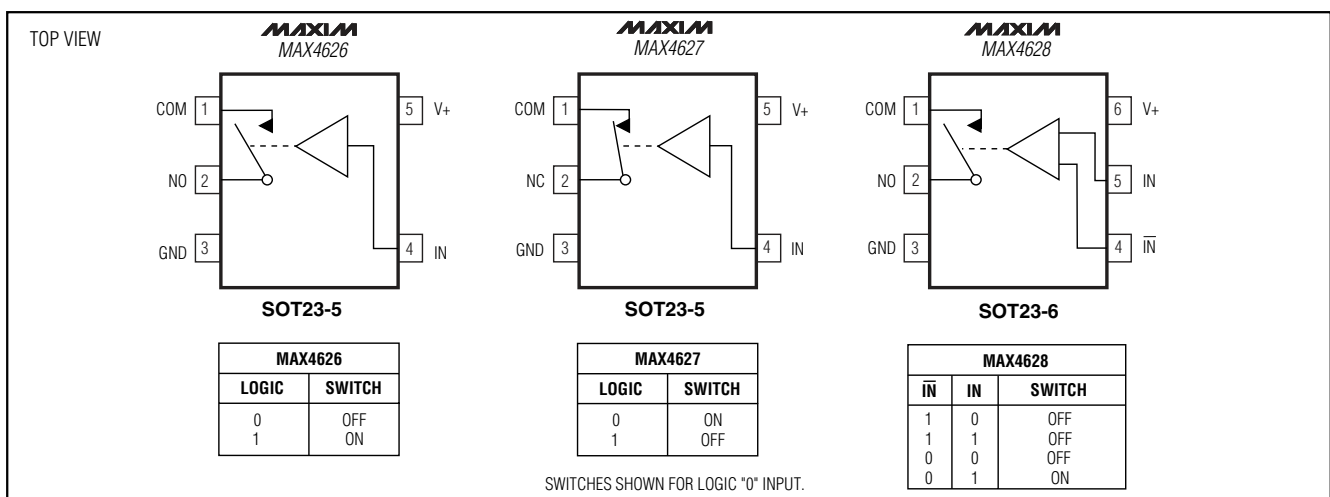 TOP VIEW
MAXIM
MAX4626
COM 1
5 V+
NO 2
GND 3
4 IN
SOT23-5
MAX4626
LOGIC SWITCH
0 OFF
1 ON
MAXIM
MAX4627
COM 1
5 V+
NC 2
GND 3
4 IN
SOT23-5
MAX4627
LOGIC SWITCH
0 ON
1 OFF
MAXIM
MAX4628
COM 1
6 V+
NO 2
5 IN
GND 3
4 I̅N̅
SOT23-6
MAX4628
I̅N̅ IN SWITCH
1 0 OFF
1 1 OFF
0 0 OFF
0 1 ON
SWITCHES SHOWN FOR LOGIC "0" INPUT.